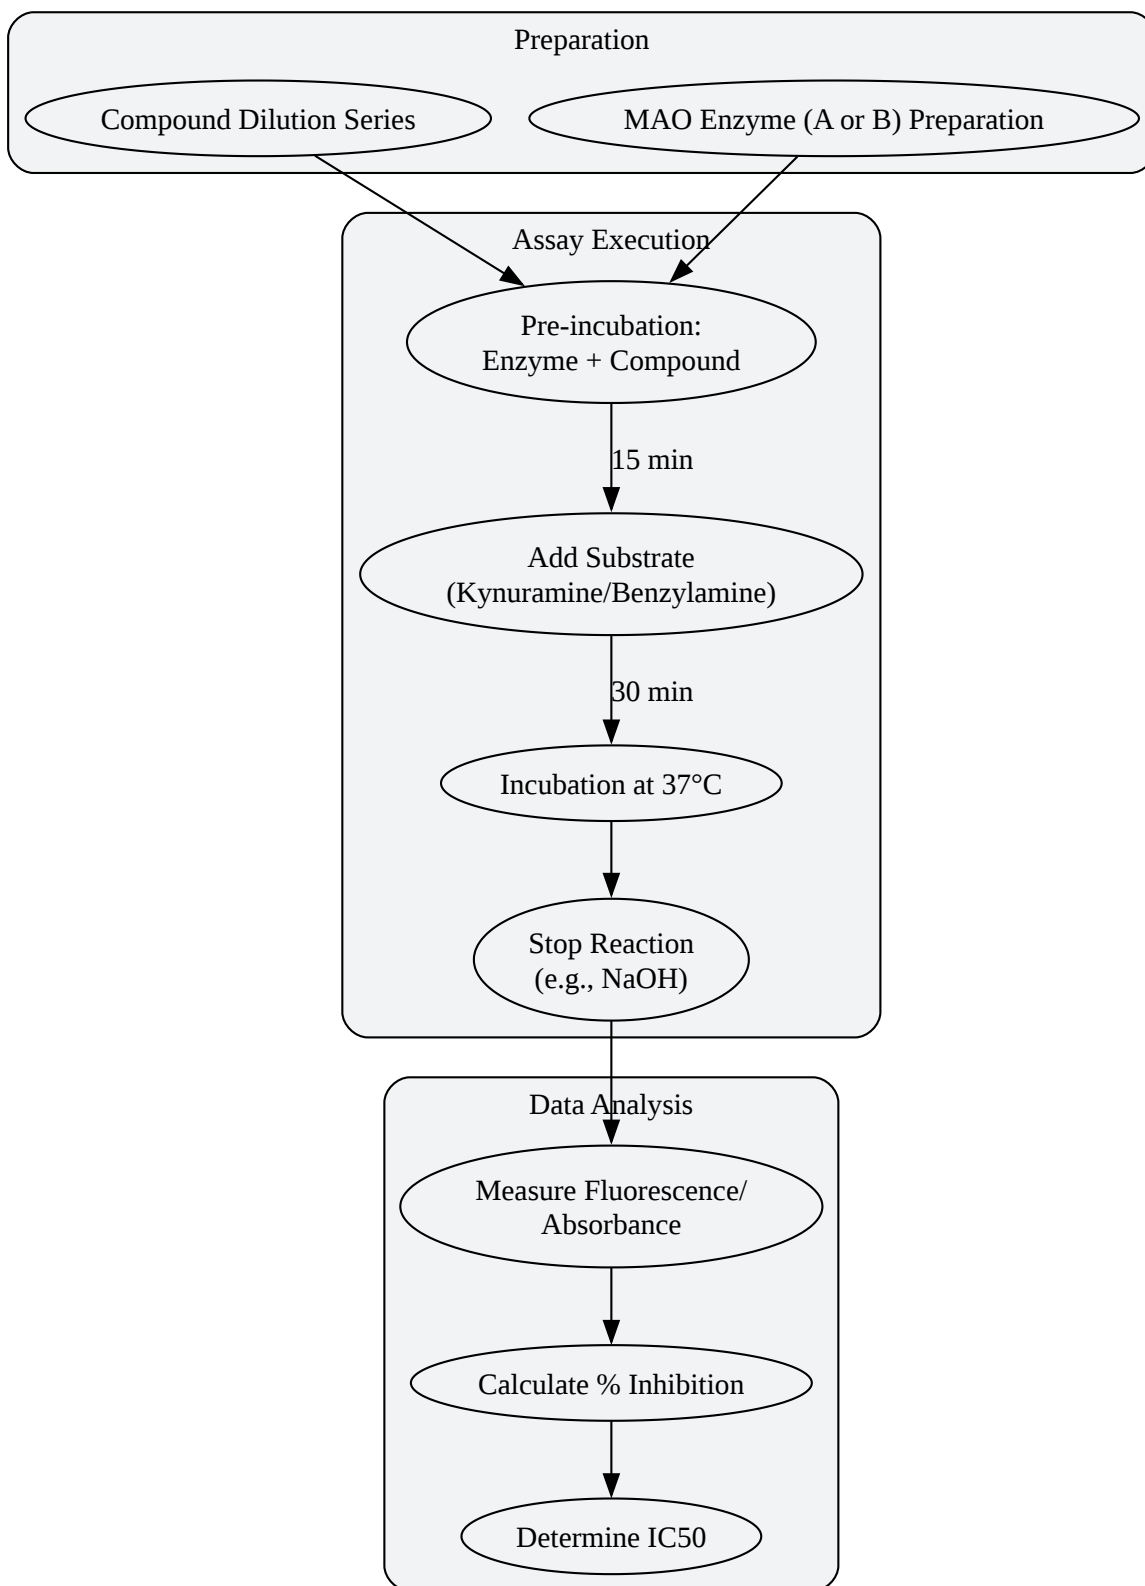 Preparation
Compound Dilution Series
MAO Enzyme (A or B) Preparation
Assay Execution
Pre-incubation:
Enzyme + Compound
15 min
Add Substrate
(Kynuramine/Benzylamine)
30 min
Incubation at 37°C
Stop Reaction
(e.g., NaOH)
Data Analysis
Measure Fluorescence/
Absorbance
Calculate % Inhibition
Determine IC50